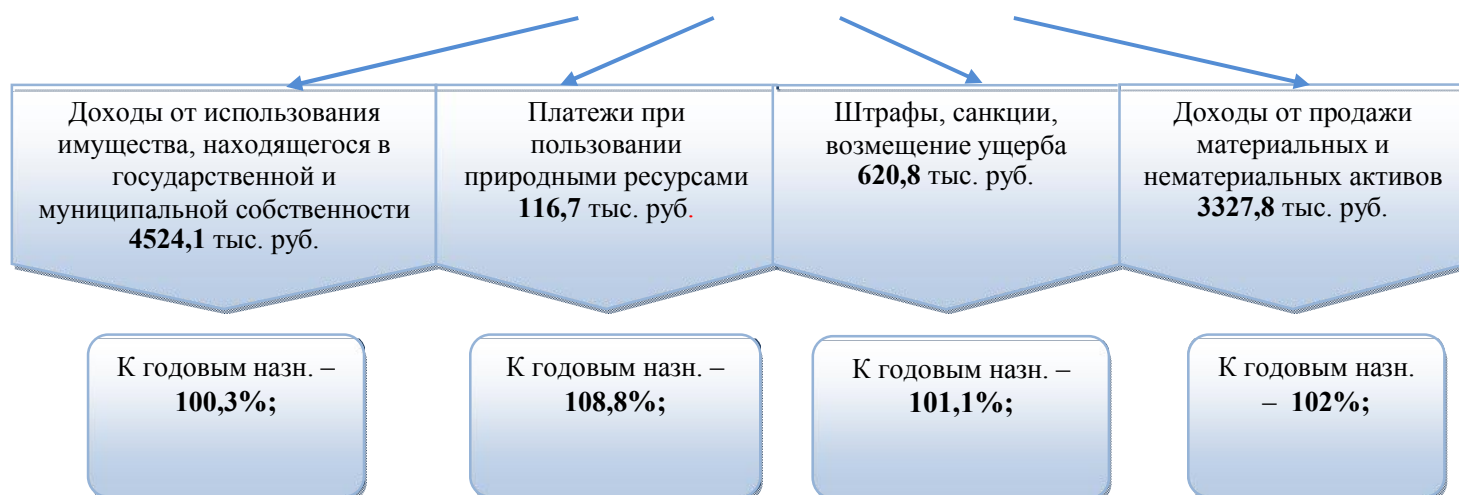 Доходы от использования
имущества, находящегося в
государственной и
муниципальной собственности
4524,1 тыс. руб.
Платежи при
пользовании
природными ресурсами
116,7 тыс. руб.
Штрафы, санкции,
возмещение ущерба
620,8 тыс. руб.
Доходы от продажи
материальных и
нематериальных активов
3327,8 тыс. руб.
К годовым назн. –
100,3%;
К годовым назн. –
108,8%;
К годовым назн. –
101,1%;
К годовым назн.
– 102%;